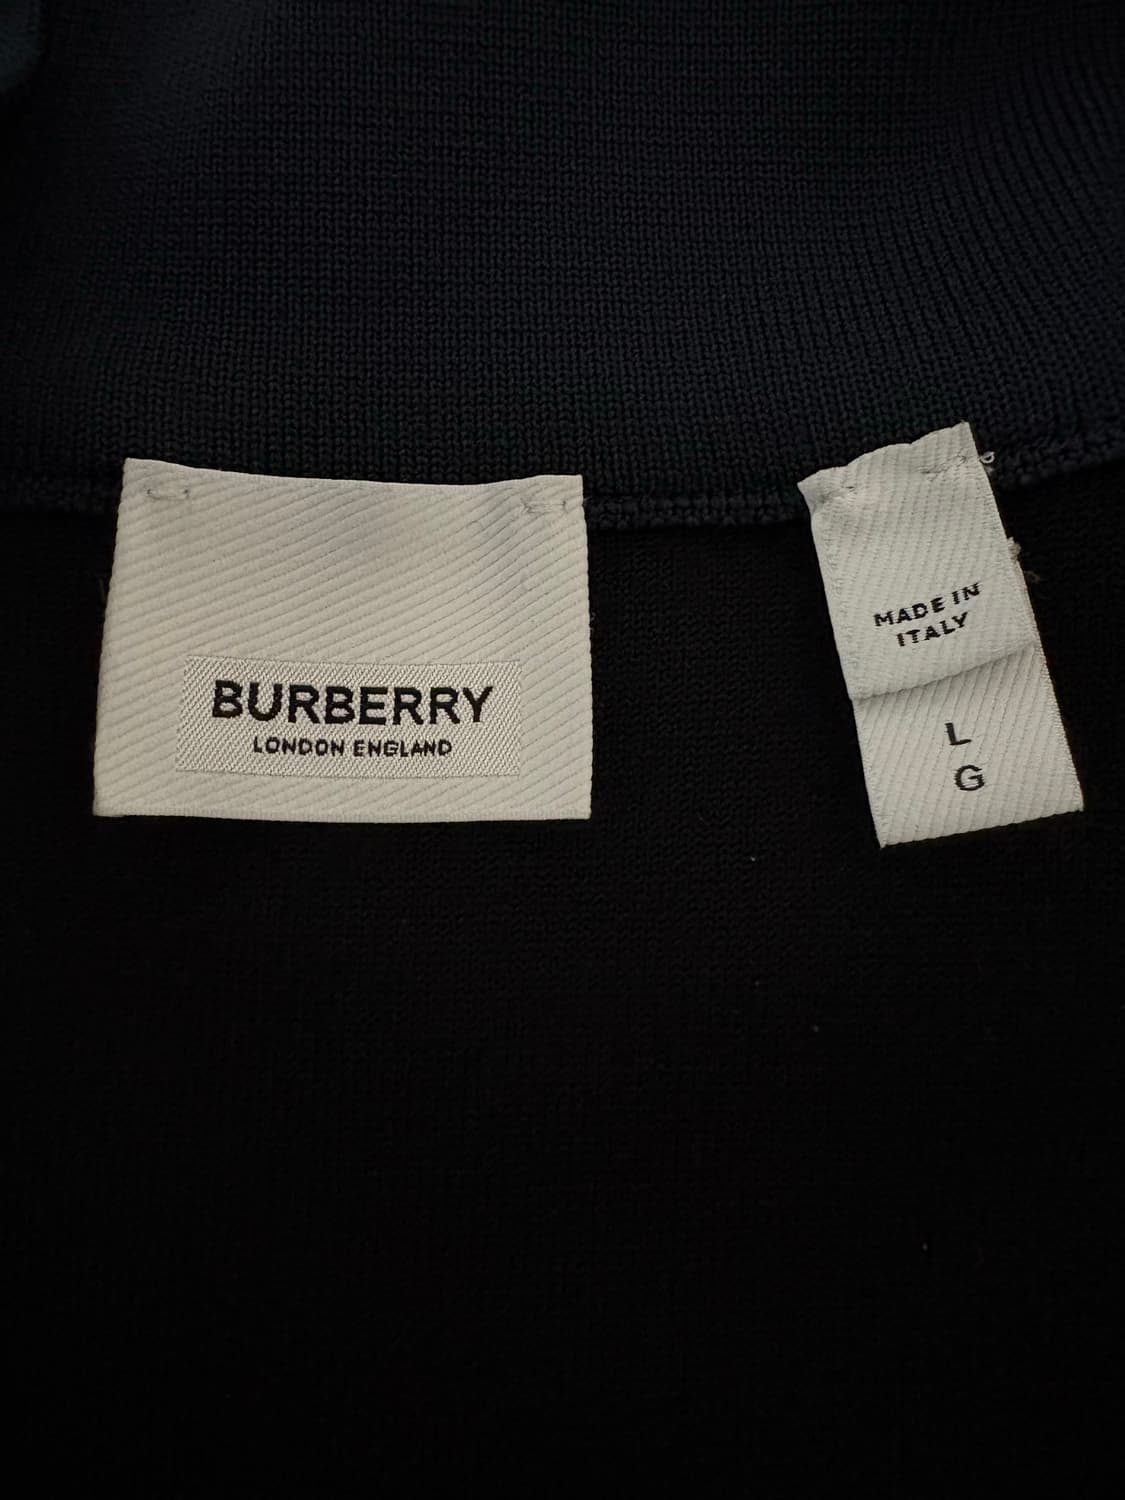 BURBERRY
LONDON ENGLAND
MADE IN
ITALY
L
G